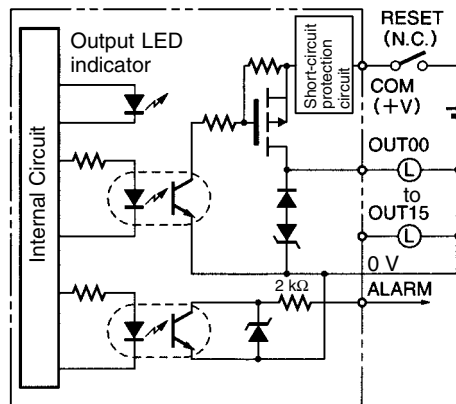 Output LED
indicator
Internal Circuit
Short-circuit
protection
circuit
RESET
(N.C.)
COM
(+V)
OUT00
L
to
OUT15
L
0 V
2 kΩ
ALARM